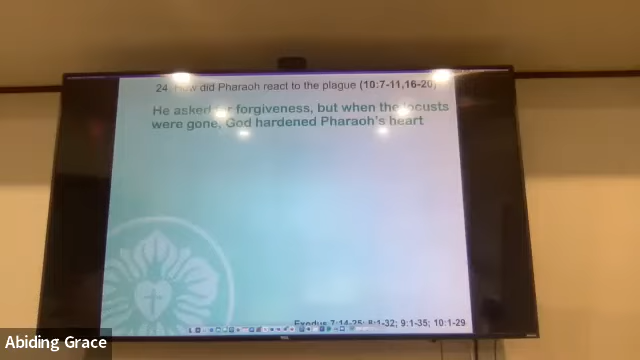 24. How did Pharaoh react to the plague (10:7-11,16-20)
He asked for forgiveness, but when the locusts
were gone, God hardened Pharaoh's heart
Exodus 7:14-25; 8:1-32; 9:1-35; 10:1-29
TCL
Abiding Grace